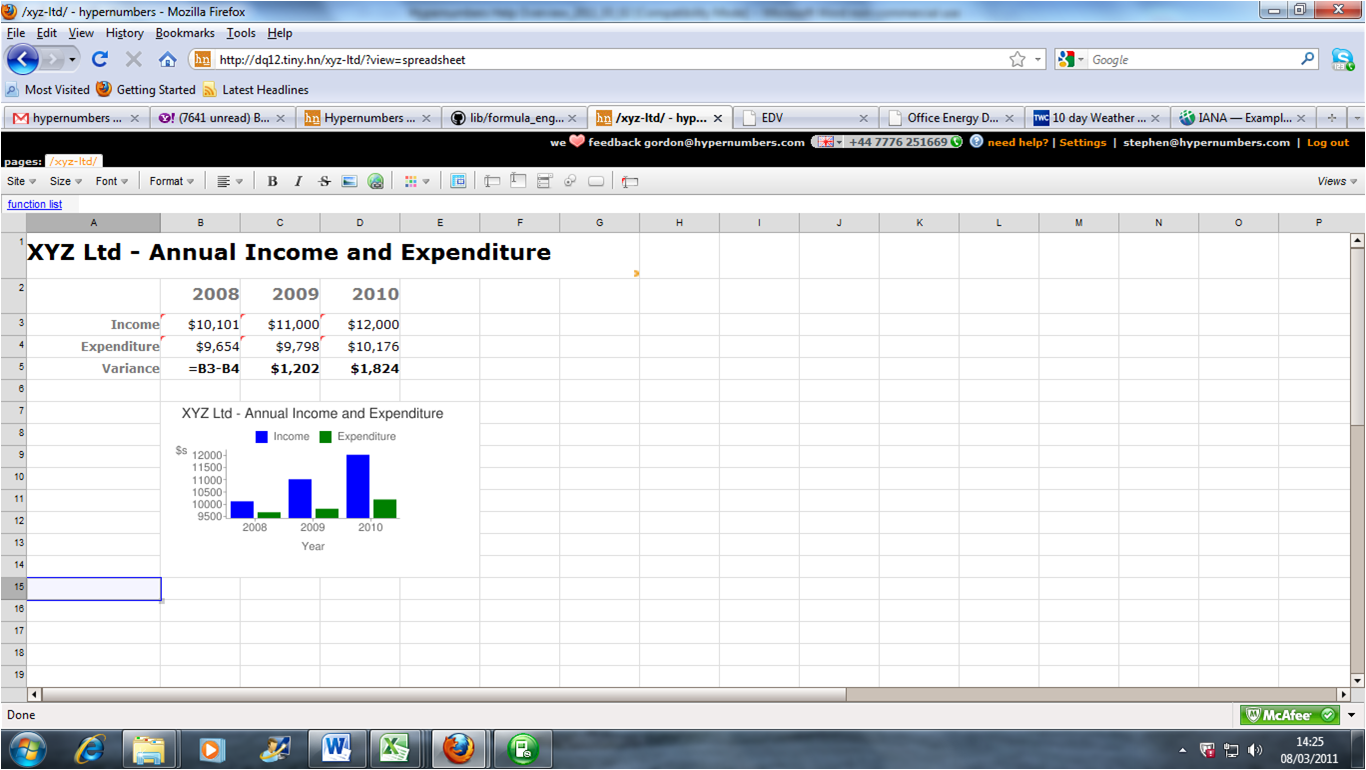 /xyz-ltd/ - hypernumbers - Mozilla Firefox
File Edit View History Bookmarks Tools Help
hn http://dq12.tiny.hn/xyz-ltd/?view=spreadsheet Google
Most Visited Getting Started Latest Headlines
hypernumbers ... (7641 unread) B... hn Hypernumbers ... lib/formula_eng... hn /xyz-ltd/ - hyp... EDV Office Energy D... TWC 10 day Weather ... IANA — Exampl...
we feedback gordon@hypernumbers.com +44 7776 251669 need help? | Settings | stephen@hypernumbers.com | Log out
pages: /xyz-ltd/
Site Size Font Format B I S Views
function list
A B C D E F G H I J K L M N O P
1 XYZ Ltd - Annual Income and Expenditure
2 2008 2009 2010
3 Income $10,101 $11,000 $12,000
4 Expenditure $9,654 $9,798 $10,176
5 Variance =B3-B4 $1,202 $1,824
6
7 XYZ Ltd - Annual Income and Expenditure
8 Income Expenditure
$s
9 12000
11500
10 11000
10500
11 10000
12 9500
2008 2009 2010
13 Year
14
15
16
17
18
19
Done McAfee
14:25
08/03/2011